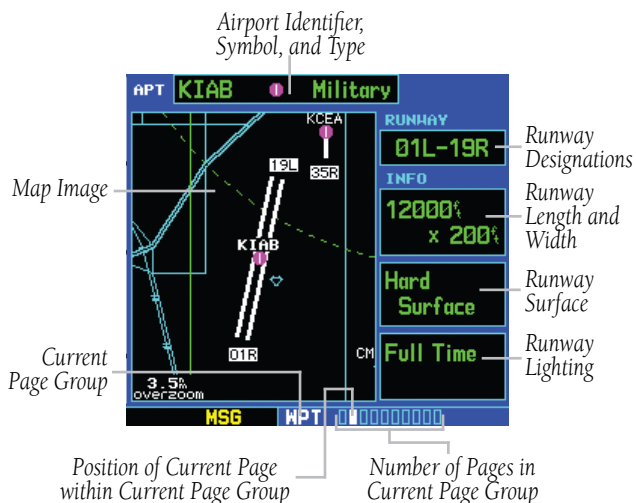 Airport Identifier,
Symbol, and Type
APT KIAB Military
KCEA
RUNWAY
01L-19R
Runway
Designations
19L
35R
INFO
Map Image
12000ft
x 200ft
Runway
Length and
Width
KIAB
Hard
Surface
Runway
Surface
01R
CM
Full Time
Runway
Lighting
Current
Page Group
3.5nm
overzoom
MSG WPT
Position of Current Page
within Current Page Group
Number of Pages in
Current Page Group